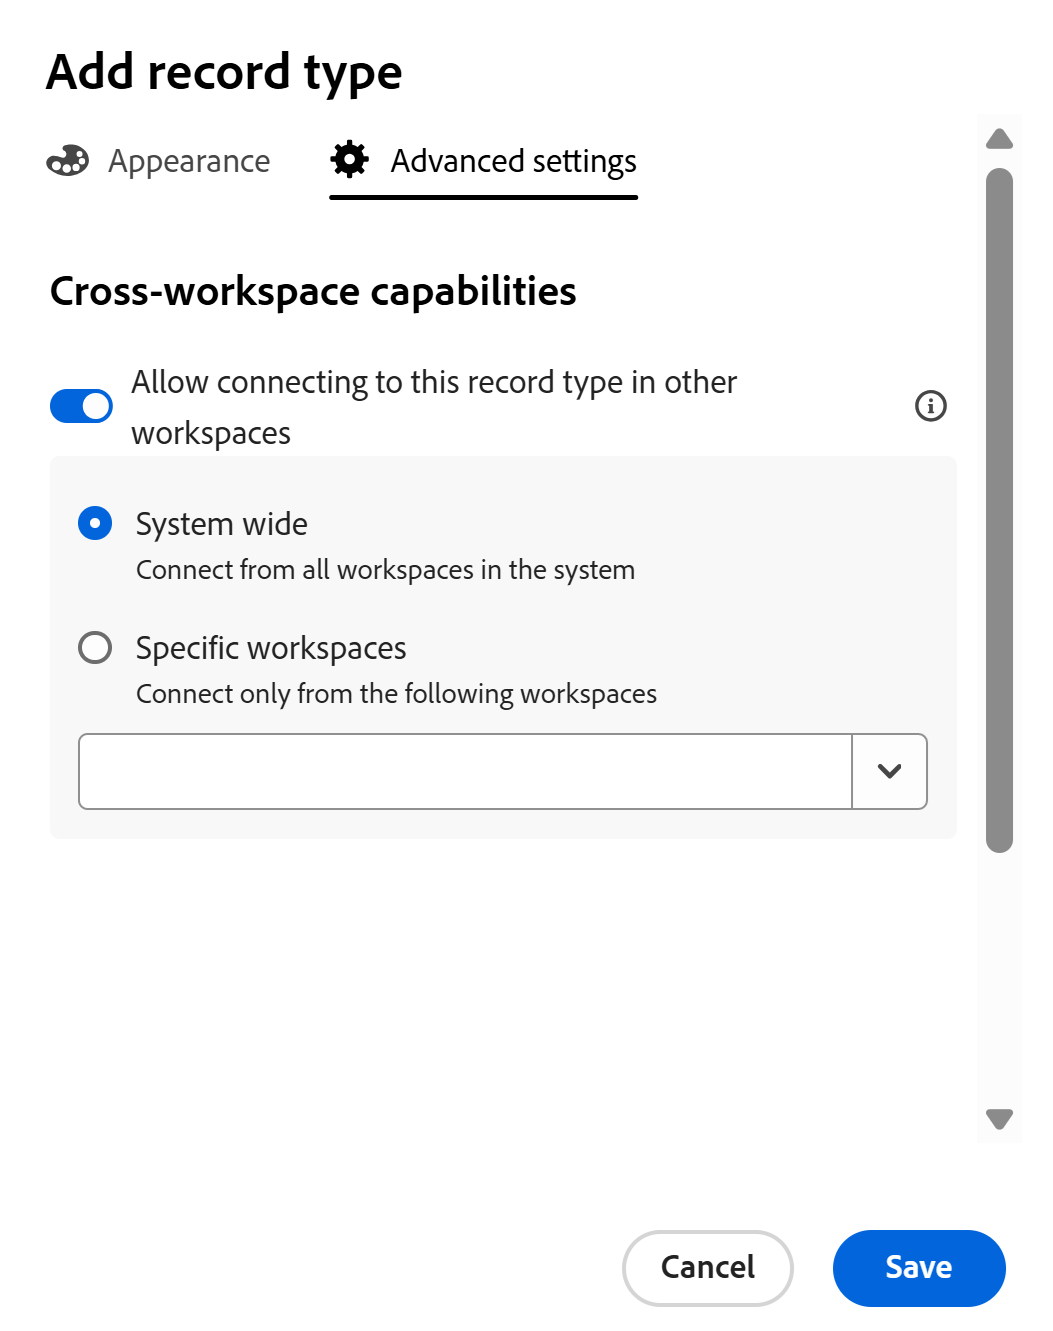 Add record type
Appearance
Advanced settings
Cross-workspace capabilities
Allow connecting to this record type in other
workspaces
System wide
Connect from all workspaces in the system
Specific workspaces
Connect only from the following workspaces
Cancel
Save